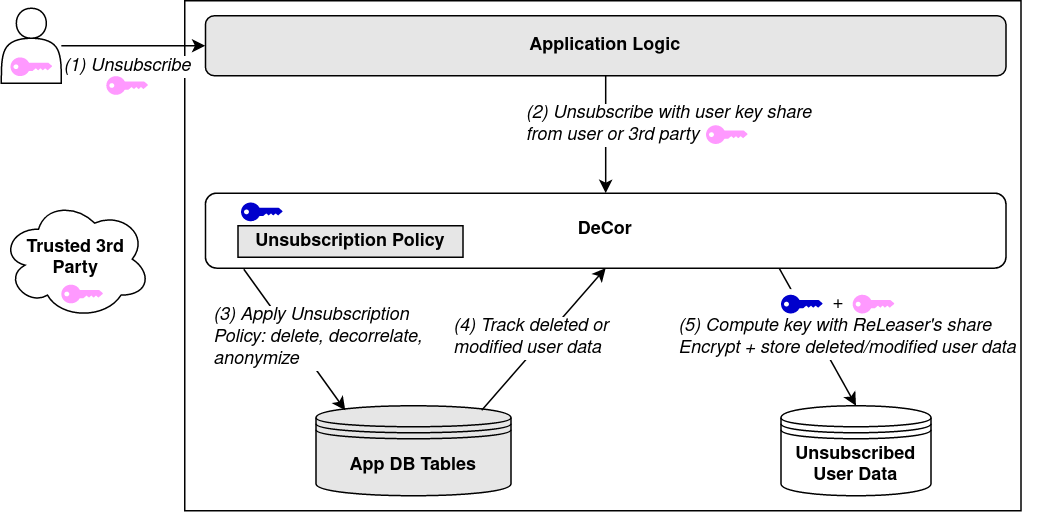 Application Logic
(1) Unsubscribe
(2) Unsubscribe with user key share
from user or 3rd party
DeCor
Unsubscription Policy
Trusted 3rd
Party
+
(3) Apply Unsubscription
Policy: delete, decorrelate,
anonymize
(4) Track deleted or
modified user data
(5) Compute key with ReLeaser's share
Encrypt + store deleted/modified user data
App DB Tables
Unsubscribed
User Data